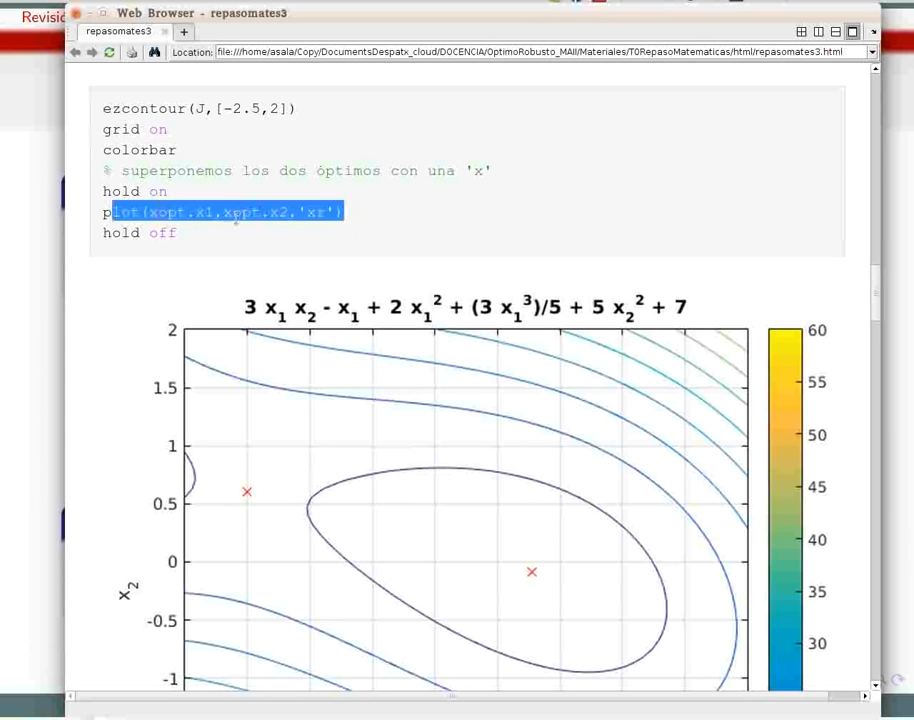 Revisió
Web Browser - repasomates3
repasomates3
Location: file:///home/asala/Copy/DocumentsDespatx_cloud/DOCENCIA/OptimoRobusto_MAII/Materiales/T0RepasoMatematicas/html/repasomates3.html
ezcontour(J,[-2.5,2])
grid on
colorbar
% superponemos los dos óptimos con una 'x'
hold on
plot(xopt.x1,xopt.x2,'xr')
hold off
3 x₁ x₂ - x₁ + 2 x₁² + (3 x₁³)/5 + 5 x₂² + 7
2
1.5
1
0.5
0
-0.5
-1
x₂
60
55
50
45
40
35
30